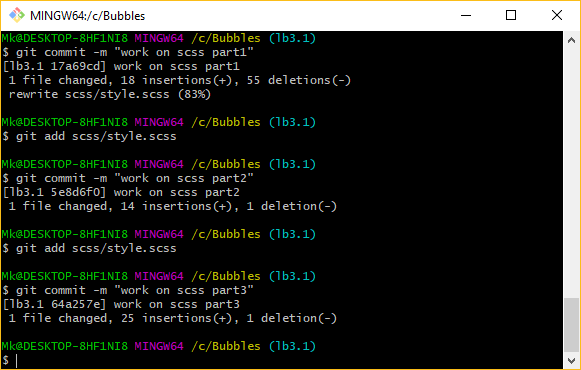 MINGW64:/c/Bubbles
Mk@DESKTOP-8HF1NI8 MINGW64 /c/Bubbles (lb3.1)
$ git commit -m "work on scss part1"
[lb3.1 17a69cd] work on scss part1
 1 file changed, 18 insertions(+), 55 deletions(-)
 rewrite scss/style.scss (83%)
Mk@DESKTOP-8HF1NI8 MINGW64 /c/Bubbles (lb3.1)
$ git add scss/style.scss
Mk@DESKTOP-8HF1NI8 MINGW64 /c/Bubbles (lb3.1)
$ git commit -m "work on scss part2"
[lb3.1 5e8d6f0] work on scss part2
 1 file changed, 14 insertions(+), 1 deletion(-)
Mk@DESKTOP-8HF1NI8 MINGW64 /c/Bubbles (lb3.1)
$ git add scss/style.scss
Mk@DESKTOP-8HF1NI8 MINGW64 /c/Bubbles (lb3.1)
$ git commit -m "work on scss part3"
[lb3.1 64a257e] work on scss part3
 1 file changed, 25 insertions(+), 1 deletion(-)
Mk@DESKTOP-8HF1NI8 MINGW64 /c/Bubbles (lb3.1)
$